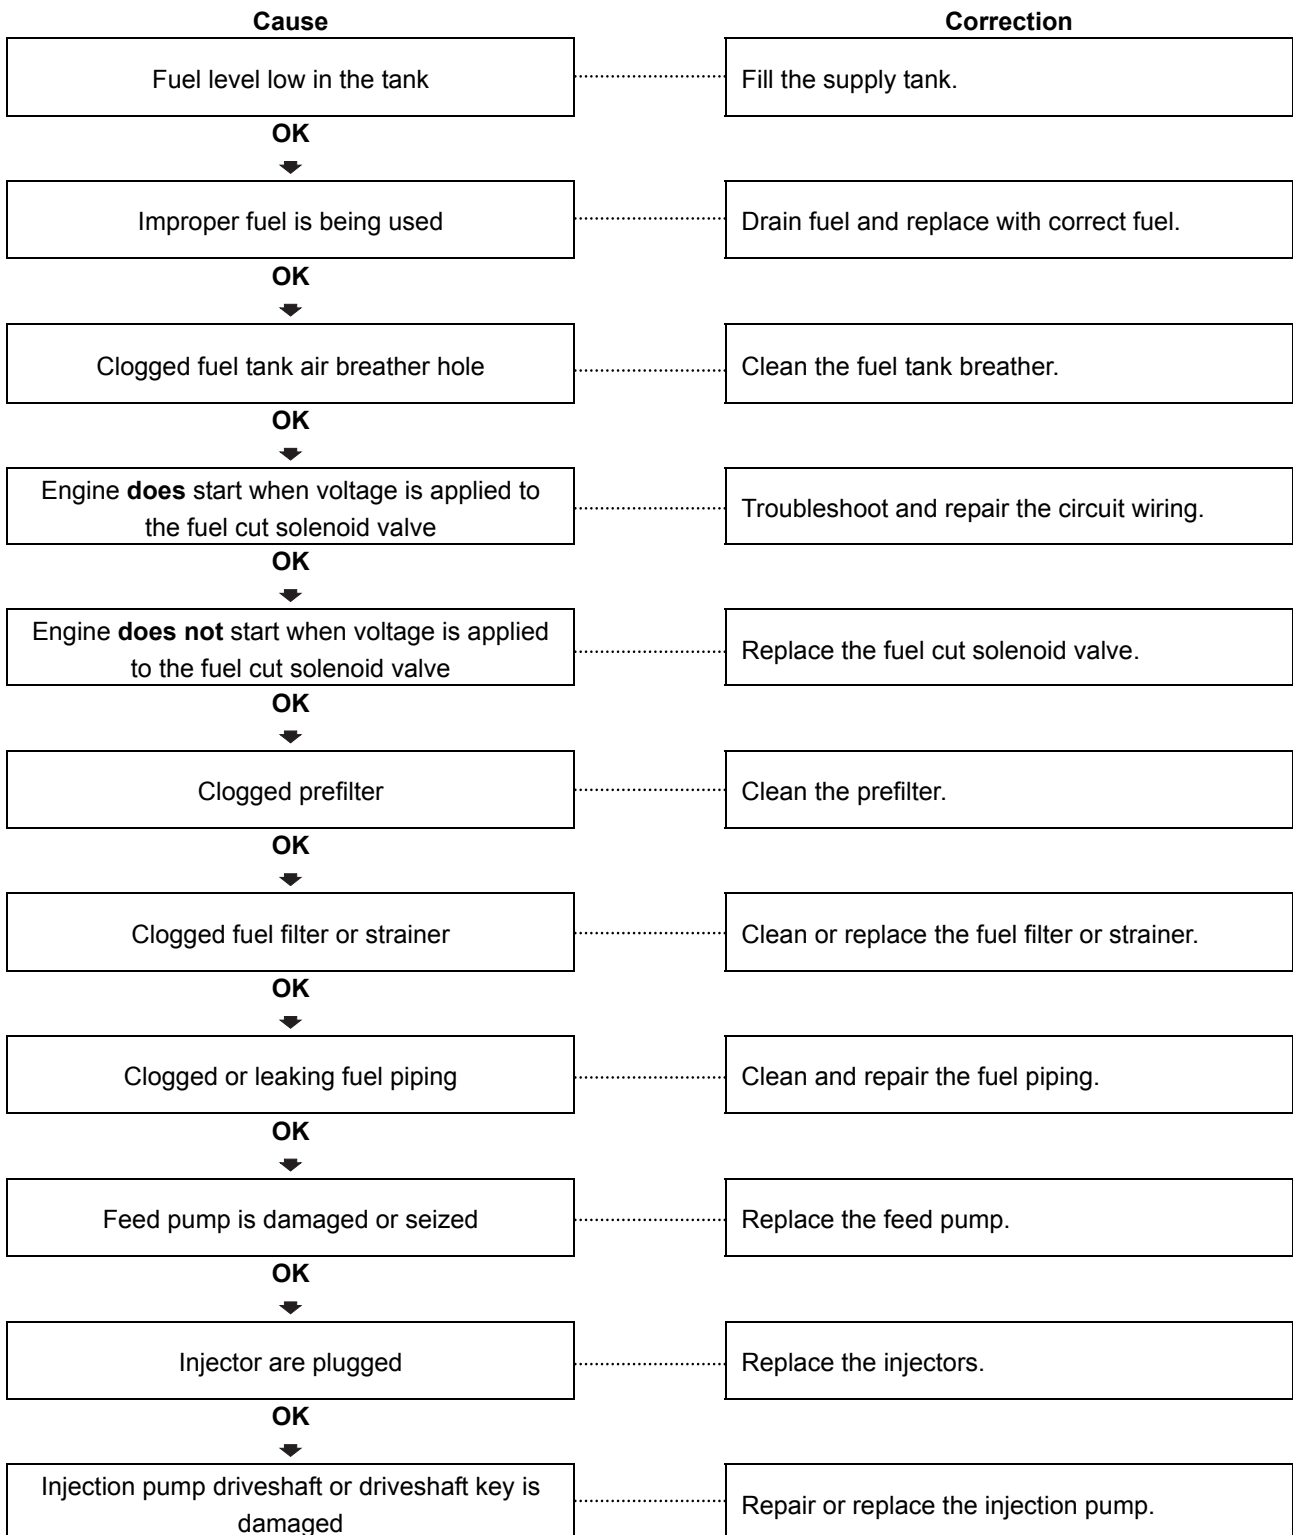 Cause
Correction
Fuel level low in the tank
Fill the supply tank.
OK
Improper fuel is being used
Drain fuel and replace with correct fuel.
OK
Clogged fuel tank air breather hole
Clean the fuel tank breather.
OK
Engine does start when voltage is applied to
the fuel cut solenoid valve
Troubleshoot and repair the circuit wiring.
OK
Engine does not start when voltage is applied
to the fuel cut solenoid valve
Replace the fuel cut solenoid valve.
OK
Clogged prefilter
Clean the prefilter.
OK
Clogged fuel filter or strainer
Clean or replace the fuel filter or strainer.
OK
Clogged or leaking fuel piping
Clean and repair the fuel piping.
OK
Feed pump is damaged or seized
Replace the feed pump.
OK
Injector are plugged
Replace the injectors.
OK
Injection pump driveshaft or driveshaft key is
damaged
Repair or replace the injection pump.